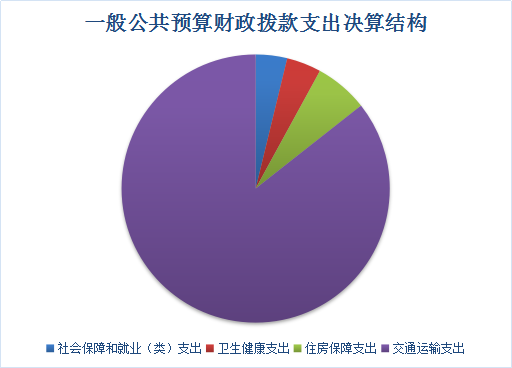 一般公共预算财政拨款支出决算结构
社会保障和就业（类）支出 卫生健康支出 住房保障支出 交通运输支出